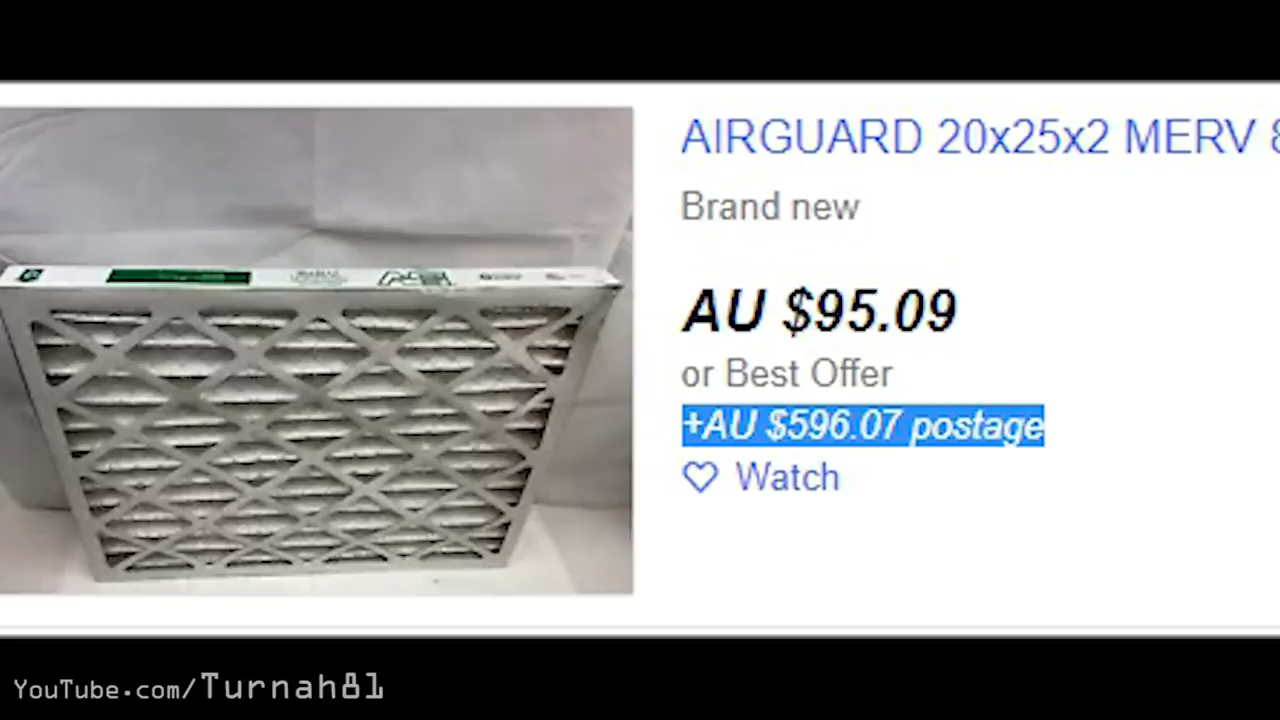 AIRGUARD 20x25x2 MERV 8
Brand new
AU $95.09
or Best Offer
+AU $596.07 postage
Watch
YouTube.com/Turnah81